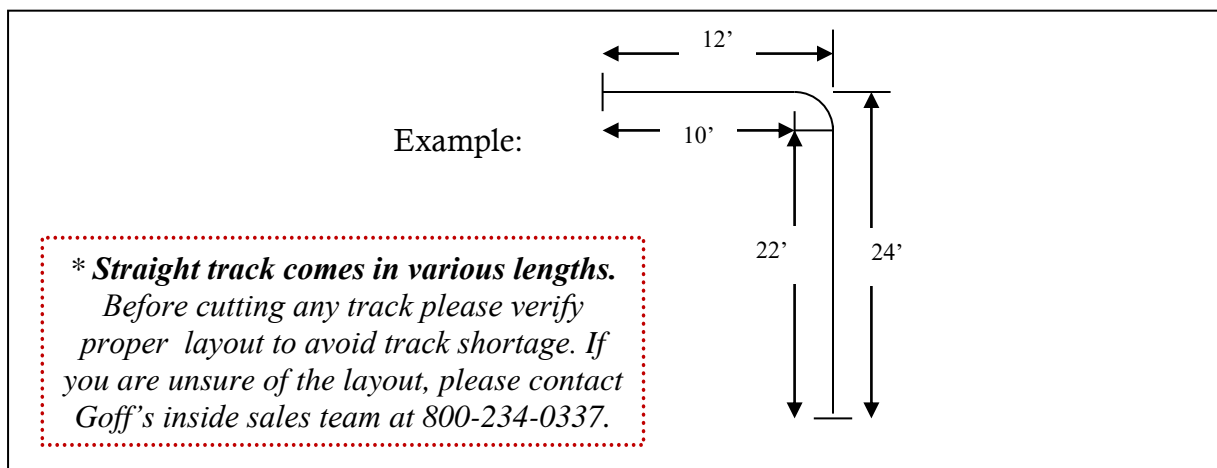 12’
Example:
10’
22’
24’
* Straight track comes in various lengths.
Before cutting any track please verify
proper layout to avoid track shortage. If
you are unsure of the layout, please contact
Goff’s inside sales team at 800-234-0337.